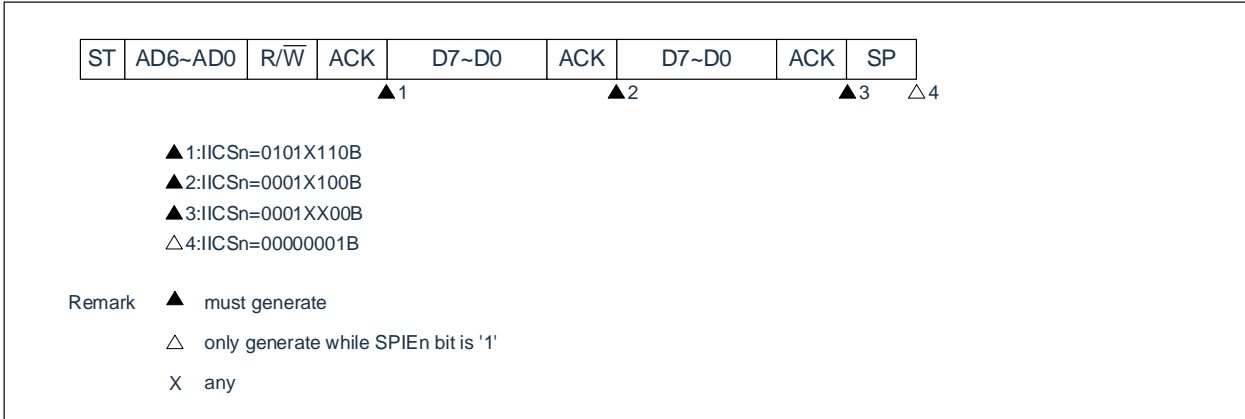 ST AD6~AD0 R/W̅ ACK D7~D0 ACK D7~D0 ACK SP
▲1 ▲2 ▲3 △4
▲1:IICSn=0101X110B
▲2:IICSn=0001X100B
▲3:IICSn=0001XX00B
△4:IICSn=00000001B
Remark ▲ must generate
△ only generate while SPIEn bit is '1'
X any